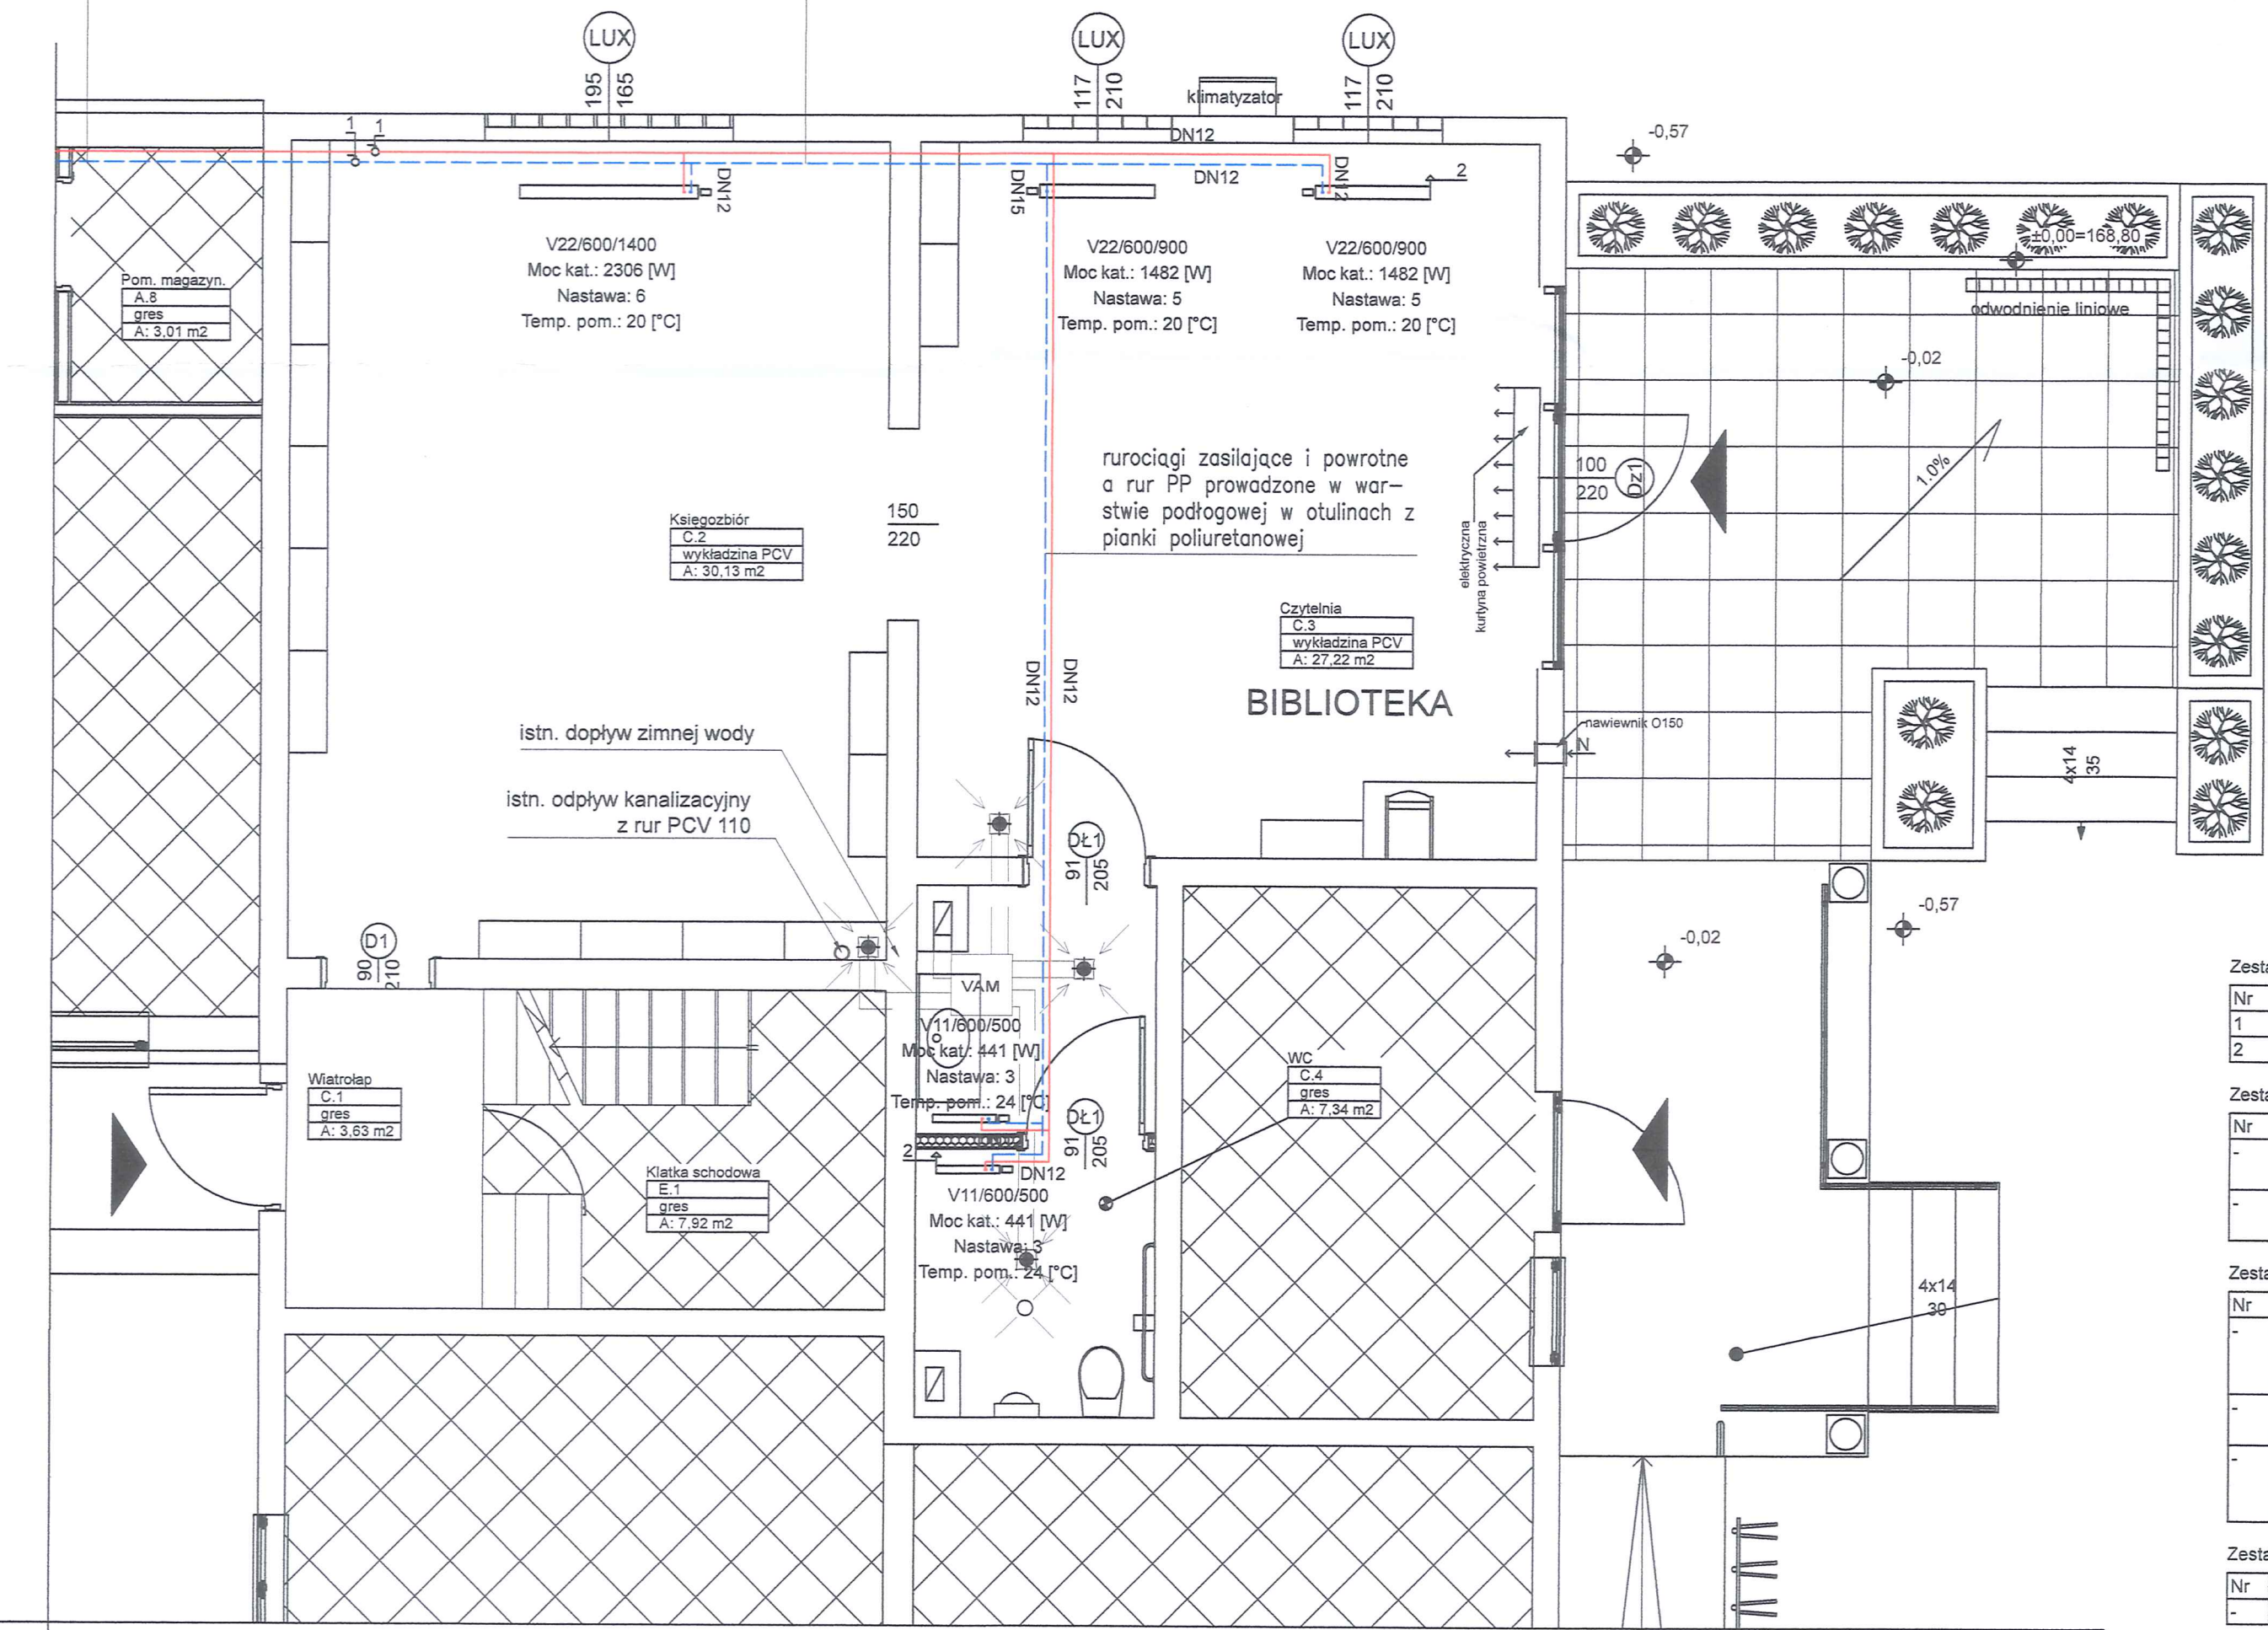 LUX
195
165
LUX
117
210
LUX
117
210
klimatyzator
DN12
-0,57
1
1
DN12
DN15
DN12
DN12
2
V22/600/1400
Moc kat.: 2306 [W]
Nastawa: 6
Temp. pom.: 20 [°C]
V22/600/900
Moc kat.: 1482 [W]
Nastawa: 5
Temp. pom.: 20 [°C]
V22/600/900
Moc kat.: 1482 [W]
Nastawa: 5
Temp. pom.: 20 [°C]
±0,00=168,80
odwodnienie liniowe
-0,02
1.0%
Pom. magazyn.
A.8
gres
A: 3,01 m2
rurociągi zasilające i powrotne
a rur PP prowadzone w war-
stwie podłogowej w otulinach z
pianki poliuretanowej
100
220
Dz1
elektryczna
kurtyna powietrzna
Księgozbiór
C.2
wykładzina PCV
A: 30,13 m2
150
220
Czytelnia
C.3
wykładzina PCV
A: 27,22 m2
DN12
DN12
BIBLIOTEKA
nawiewnik O150
N
4x14
35
istn. dopływ zimnej wody
istn. odpływ kanalizacyjny
z rur PCV 110
DŁ1
91
205
D1
90
210
-0,57
-0,02
VAM
V11/600/500
Moc kat.: 441 [W]
Nastawa: 3
Temp. pom.: 24 [°C]
DŁ1
91
205
2
DN12
V11/600/500
Moc kat.: 441 [W]
Nastawa: 3
Temp. pom.: 24 [°C]
Wiatrołap
C.1
gres
A: 3,63 m2
Klatka schodowa
E.1
gres
A: 7,92 m2
WC
C.4
gres
A: 7,34 m2
4x14
30
Zesta
Nr
1
2
Zesta
Nr
-
-
Zesta
Nr
-
-
-
Zesta
Nr
-